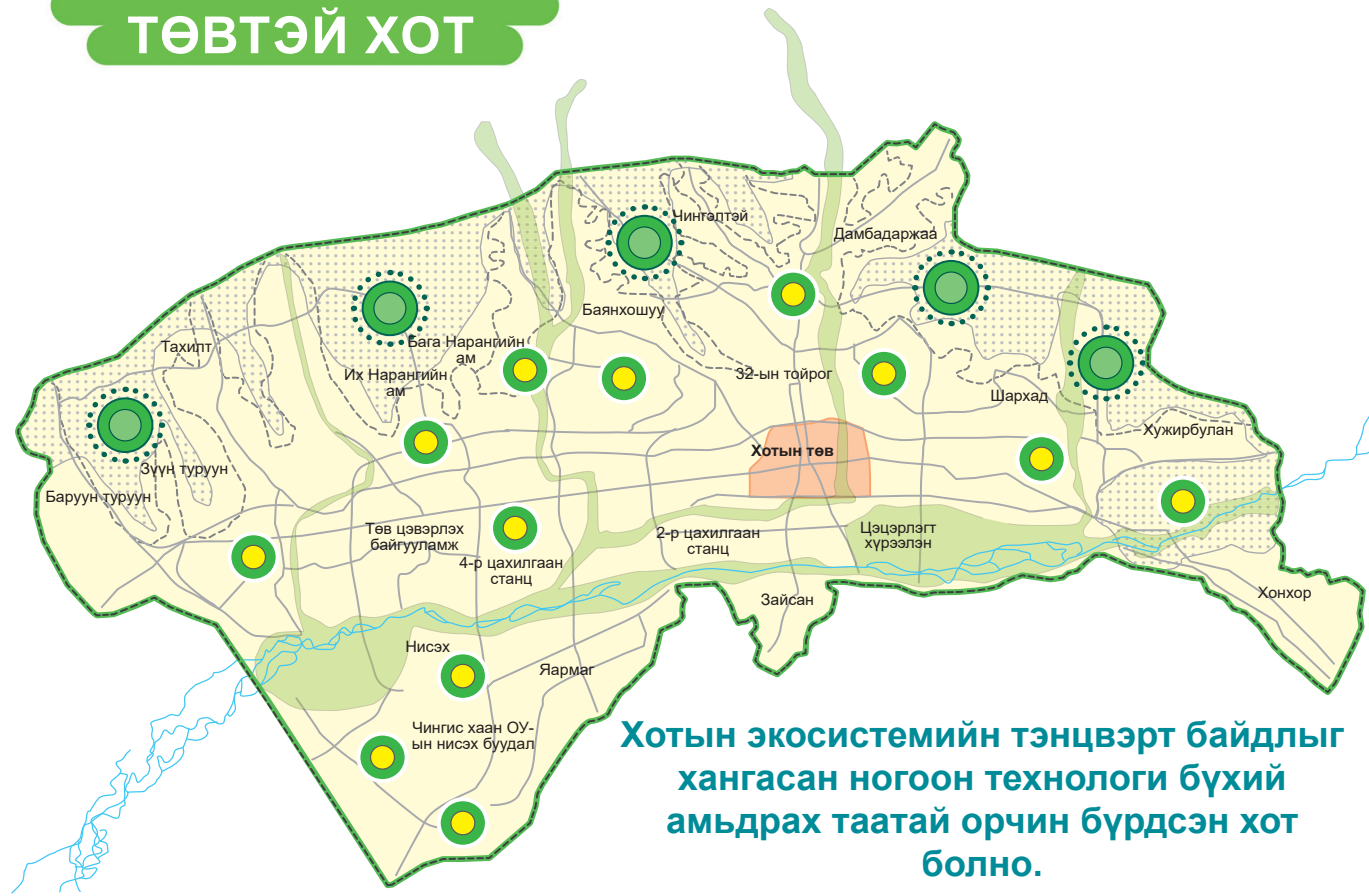 ТӨВТЭЙ ХОТ
Чингэлтэй
Дамбадаржаа
Баянхошуу
Тахилт
Бага Нарангийн
ам
Их Нарангийн
ам
32-ын тойрог
Шархад
Хужирбулан
Хотын төв
Зүүн туруун
Баруун туруун
Төв цэвэрлэх
байгууламж
4-р цахилгаан
станц
2-р цахилгаан
станц
Цэцэрлэгт
хүрээлэн
Зайсан
Хонхор
Нисэх
Яармаг
Чингис хаан ОУ-
ын нисэх буудал
Хотын экосистемийн тэнцвэрт байдлыг
хангасан ногоон технологи бүхий
амьдрах таатай орчин бүрдсэн хот
болно.